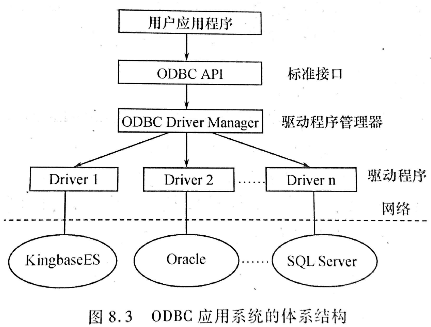 用户应用程序
ODBC API 标准接口
ODBC Driver Manager 驱动程序管理器
Driver 1 Driver 2 ...... Driver n 驱动程序
网络
KingbaseES Oracle ...... SQL Server
图 8.3 ODBC 应用系统的体系结构